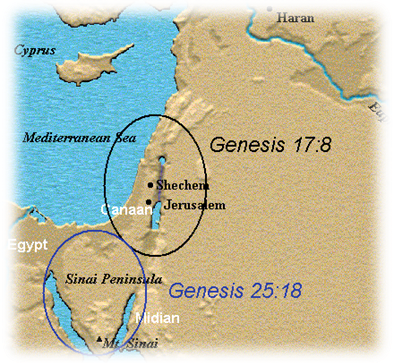 Haran
Cyprus
Mediterranean Sea
Genesis 17:8
Shechem
Canaan
Jerusalem
Egypt
Sinai Peninsula
Genesis 25:18
Midian
Mt. Sinai